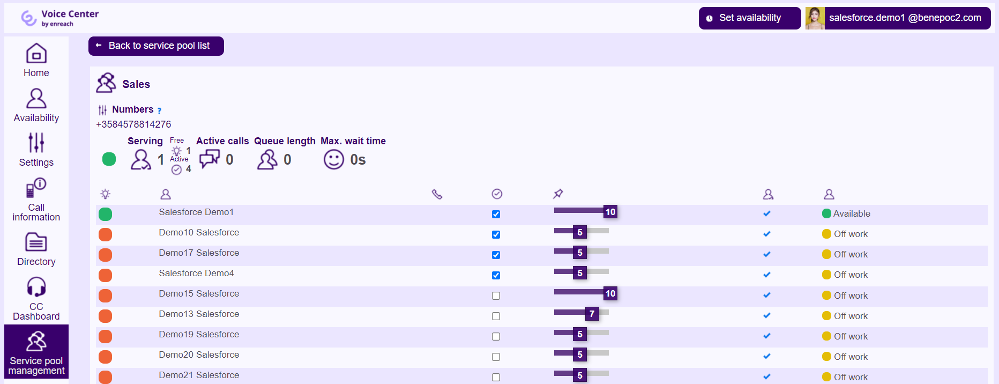 Voice Center
by enreach
Set availability
salesforce.demo1 @benepoc2.com
Home
Availability
Settings
Call
information
Directory
CC
Dashboard
Service pool
management
Back to service pool list
Sales
Numbers ?
+3584578814276
Serving
1
Free
1
Active
4
Active calls
0
Queue length
0
Max. wait time
0s
Salesforce Demo1 10 Available
Demo10 Salesforce 5 Off work
Demo17 Salesforce 5 Off work
Salesforce Demo4 5 Off work
Demo15 Salesforce 10 Off work
Demo13 Salesforce 7 Off work
Demo19 Salesforce 5 Off work
Demo20 Salesforce 5 Off work
Demo21 Salesforce 5 Off work